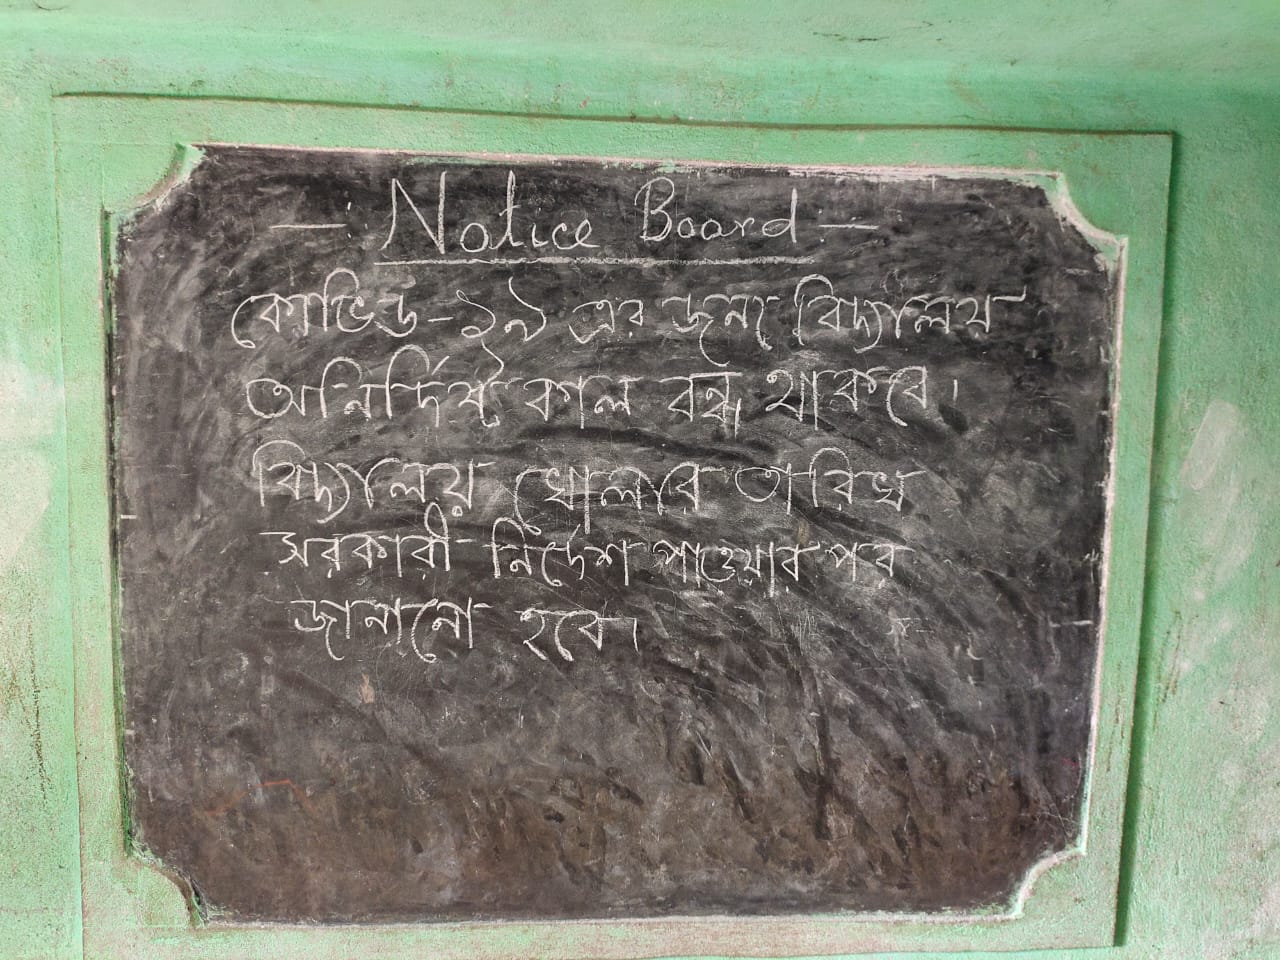 —: Notice Board :—
কোভিড-১৯ এর জন্য বিদ্যালয়
অনির্দিষ্ট কাল বন্ধ থাকবে।
বিদ্যালয় খোলার তারিখ
সরকারী নির্দেশ পাওয়ার পর
জানানো হবে।